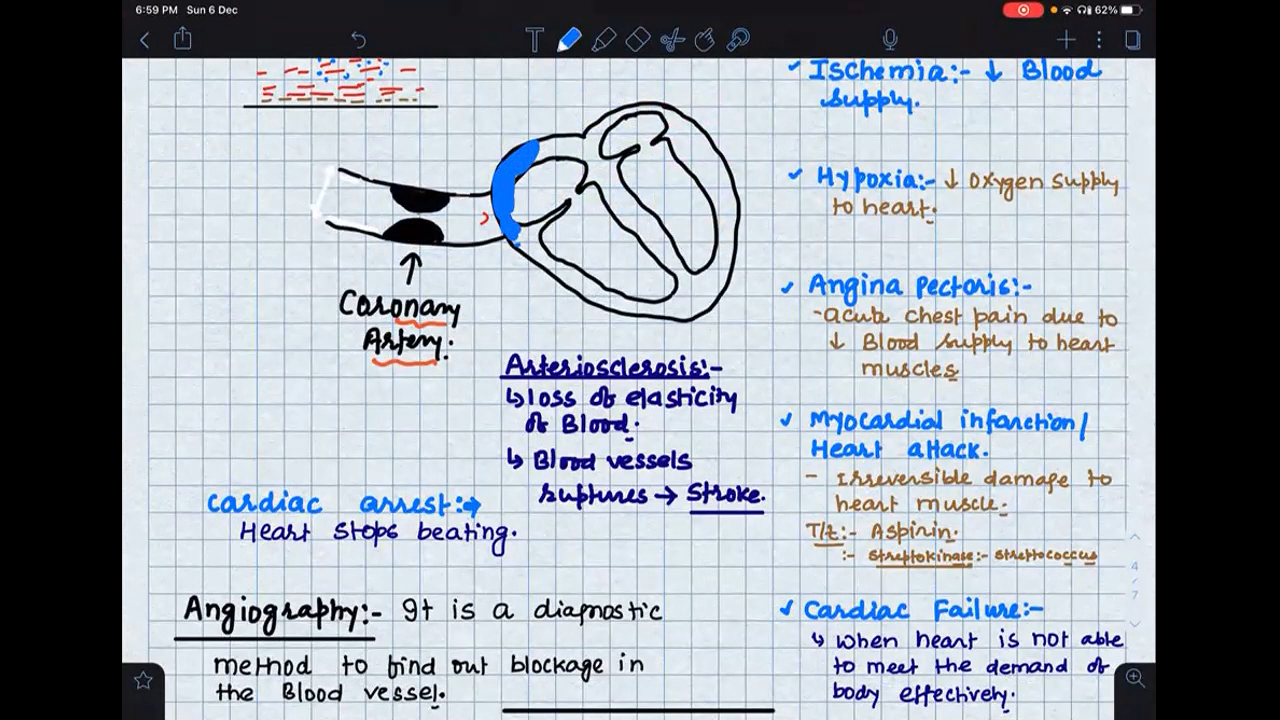 6:59 PM Sun 6 Dec
62%
Coronary
Artery.
Arteriosclerosis:-
↳ loss of elasticity
of Blood.
↳ Blood vessels
ruptures → Stroke.
Cardiac arrest:→
Heart stops beating.
Angiography:- It is a diagnostic
method to find out blockage in
the Blood vessel.
✓ Ischemia:- ↓ Blood
supply.
✓ Hypoxia:- ↓ Oxygen supply
to heart.
✓ Angina Pectoris:-
-acute chest pain due to
↓ Blood supply to heart
muscles
✓ Myocardial infarction/
Heart attack.
- Irreversible damage to
heart muscle.
T/t:- Aspirin.
:- Streptokinase:- Streptococcus
✓ Cardiac Failure:-
↳ when heart is not able
to meet the demand of
body effectively.
4
/
7